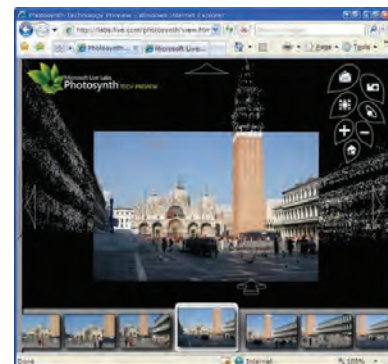 Photosynth Technology Preview - Windows Internet Explorer
http://labs.live.com/photosynth/view.htm
Photosynth... Microsoft Live...
Page Tools
Microsoft Live Labs
Photosynth TECH PREVIEW
Done Internet 100%